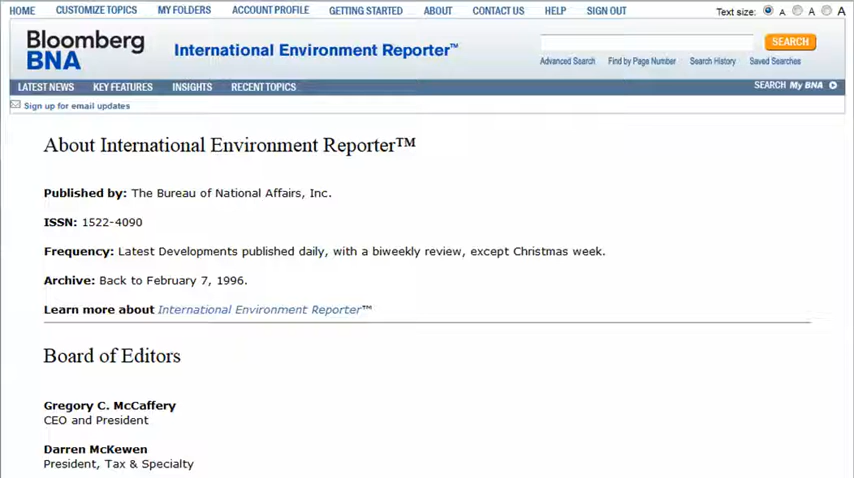 HOME CUSTOMIZE TOPICS MY FOLDERS ACCOUNT PROFILE GETTING STARTED ABOUT CONTACT US HELP SIGN OUT Text size: A A A
Bloomberg
BNA
International Environment Reporter™
SEARCH
Advanced Search Find by Page Number Search History Saved Searches
LATEST NEWS KEY FEATURES INSIGHTS RECENT TOPICS SEARCH My BNA
Sign up for email updates
About International Environment Reporter™
Published by: The Bureau of National Affairs, Inc.
ISSN: 1522-4090
Frequency: Latest Developments published daily, with a biweekly review, except Christmas week.
Archive: Back to February 7, 1996.
Learn more about International Environment Reporter™
Board of Editors
Gregory C. McCaffery
CEO and President
Darren McKewen
President, Tax & Specialty